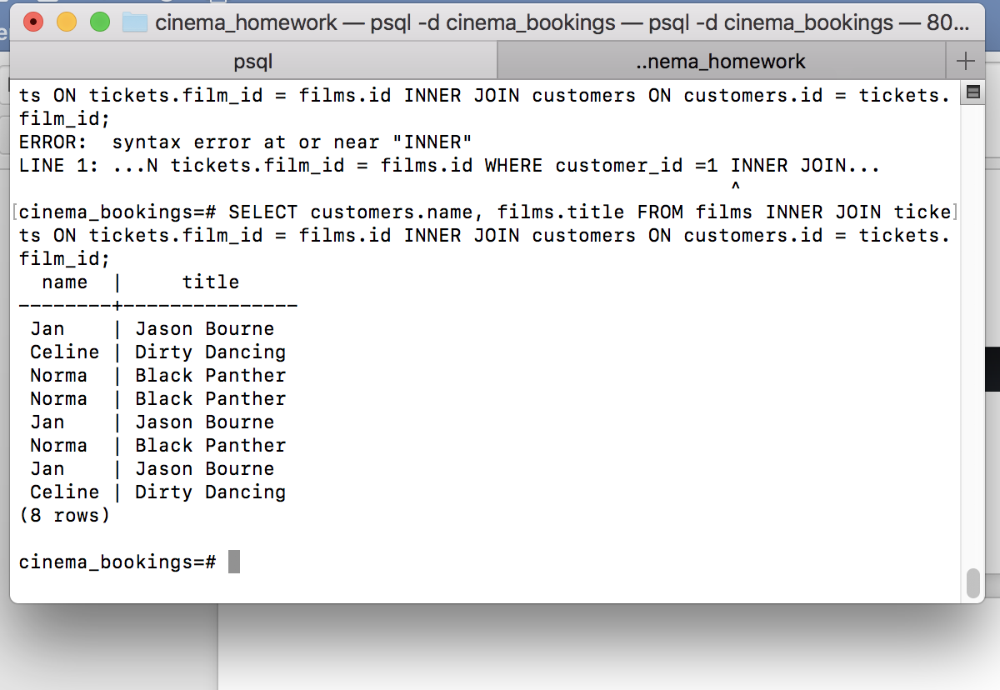 cinema_homework — psql -d cinema_bookings — psql -d cinema_bookings — 80...
psql
..nema_homework
ts ON tickets.film_id = films.id INNER JOIN customers ON customers.id = tickets.
film_id;
ERROR:  syntax error at or near "INNER"
LINE 1: ...N tickets.film_id = films.id WHERE customer_id =1 INNER JOIN...
^
[cinema_bookings=# SELECT customers.name, films.title FROM films INNER JOIN ticke]
ts ON tickets.film_id = films.id INNER JOIN customers ON customers.id = tickets.
film_id;
  name  |     title
--------+---------------
 Jan    | Jason Bourne
 Celine | Dirty Dancing
 Norma  | Black Panther
 Norma  | Black Panther
 Jan    | Jason Bourne
 Norma  | Black Panther
 Jan    | Jason Bourne
 Celine | Dirty Dancing
(8 rows)
cinema_bookings=#